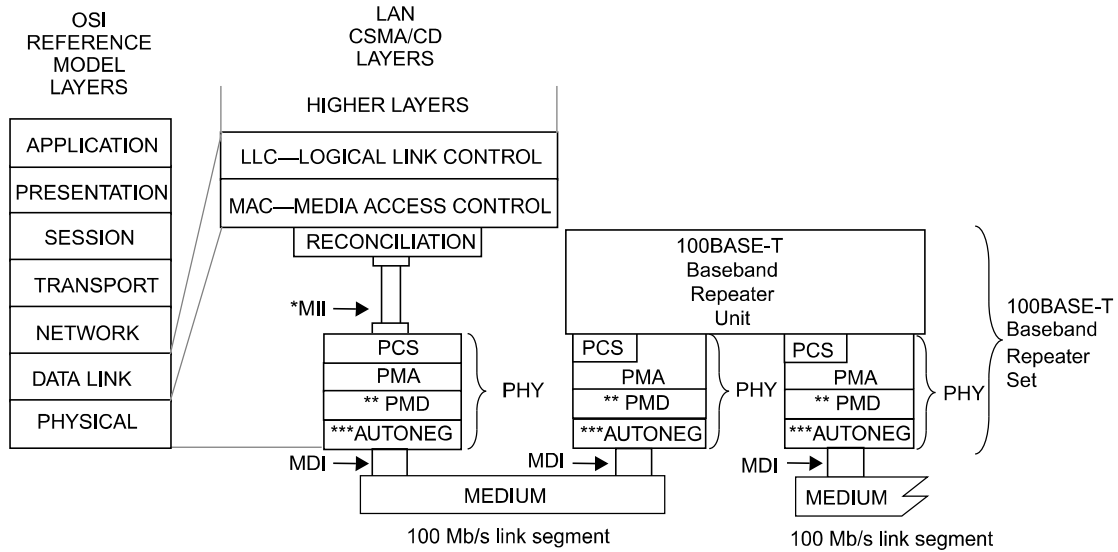 OSI
REFERENCE
MODEL
LAYERS
APPLICATION
PRESENTATION
SESSION
TRANSPORT
NETWORK
DATA LINK
PHYSICAL
LAN
CSMA/CD
LAYERS
HIGHER LAYERS
LLC—LOGICAL LINK CONTROL
MAC—MEDIA ACCESS CONTROL
RECONCILIATION
*MII
PCS
PMA
** PMD
***AUTONEG
PHY
MDI
MEDIUM
100 Mb/s link segment
100BASE-T
Baseband
Repeater
Unit
PCS
PMA
** PMD
***AUTONEG
PHY
MDI
PCS
PMA
** PMD
***AUTONEG
PHY
MDI
MEDIUM
100 Mb/s link segment
100BASE-T
Baseband
Repeater
Set